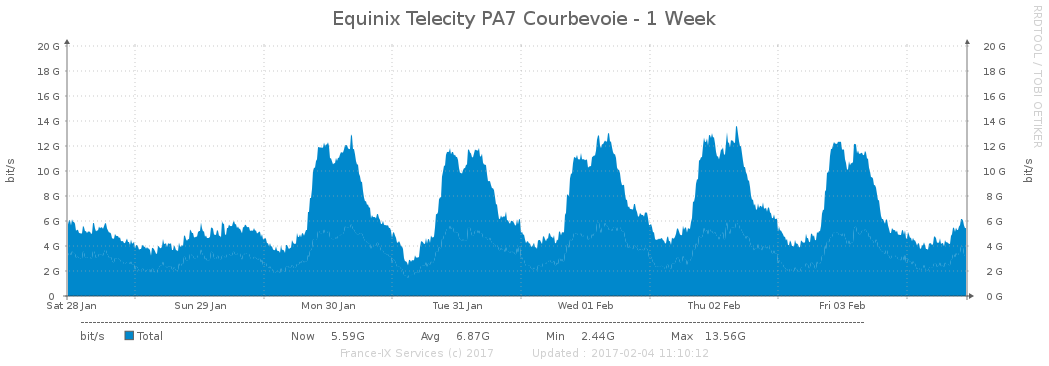 Equinix Telecity PA7 Courbevoie - 1 Week
RRDTOOL / TOBI OETIKER
bit/s
bit/s
20 G 20 G
18 G 18 G
16 G 16 G
14 G 14 G
12 G 12 G
10 G 10 G
8 G 8 G
6 G 6 G
4 G 4 G
2 G 2 G
0 0 G
Sat 28 Jan Sun 29 Jan Mon 30 Jan Tue 31 Jan Wed 01 Feb Thu 02 Feb Fri 03 Feb
bit/s Total Now 5.59G Avg 6.87G Min 2.44G Max 13.56G
France-IX Services (c) 2017 Updated : 2017-02-04 11:10:12